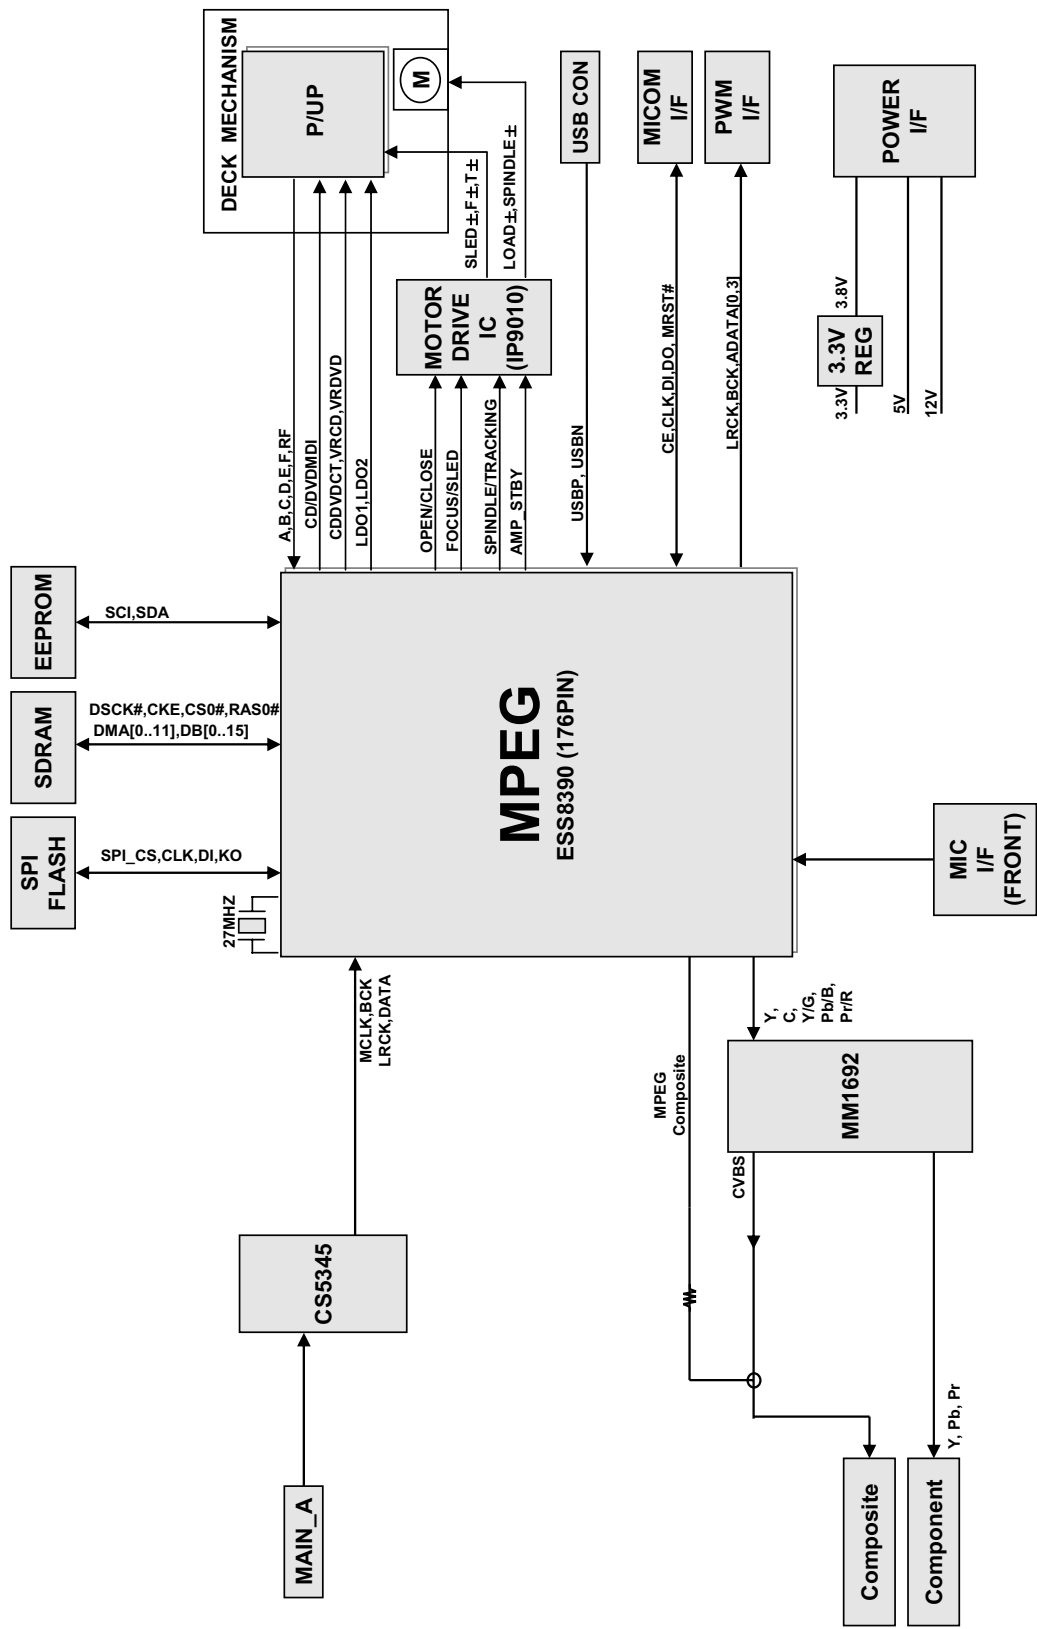 EEPROM
SCI,SDA
SDRAM
DSCK#,CKE,CS0#,RAS0#
DMA[0..11],DB[0..15]
SPI
FLASH
SPI_CS,CLK,DI,KO
27MHZ
DECK MECHANISM
P/UP
M
A,B,C,D,E,F,RF
CD/DVDMDI
CDDVDCT,VRCD,VRDVD
LDO1,LDO2
SLED±,F±,T±
LOAD±,SPINDLE±
MOTOR
DRIVE
IC
(IP9010)
OPEN/CLOSE
FOCUS/SLED
SPINDLE/TRACKING
AMP_STBY
USB CON
USBP, USBN
MICOM
I/F
CE,CLK,DI,DO, MRST#
PWM
I/F
LRCK,BCK,ADATA[0,3]
POWER
I/F
3.8V
3.3V
REG
3.3V
5V
12V
MPEG
ESS8390 (176PIN)
MIC
I/F
(FRONT)
MAIN_A
CS5345
MCLK,BCK
LRCK,DATA
MPEG
Composite
Y,
C,
Y/G,
Pb/B,
Pr/R
MM1692
CVBS
Y, Pb, Pr
Composite
Component